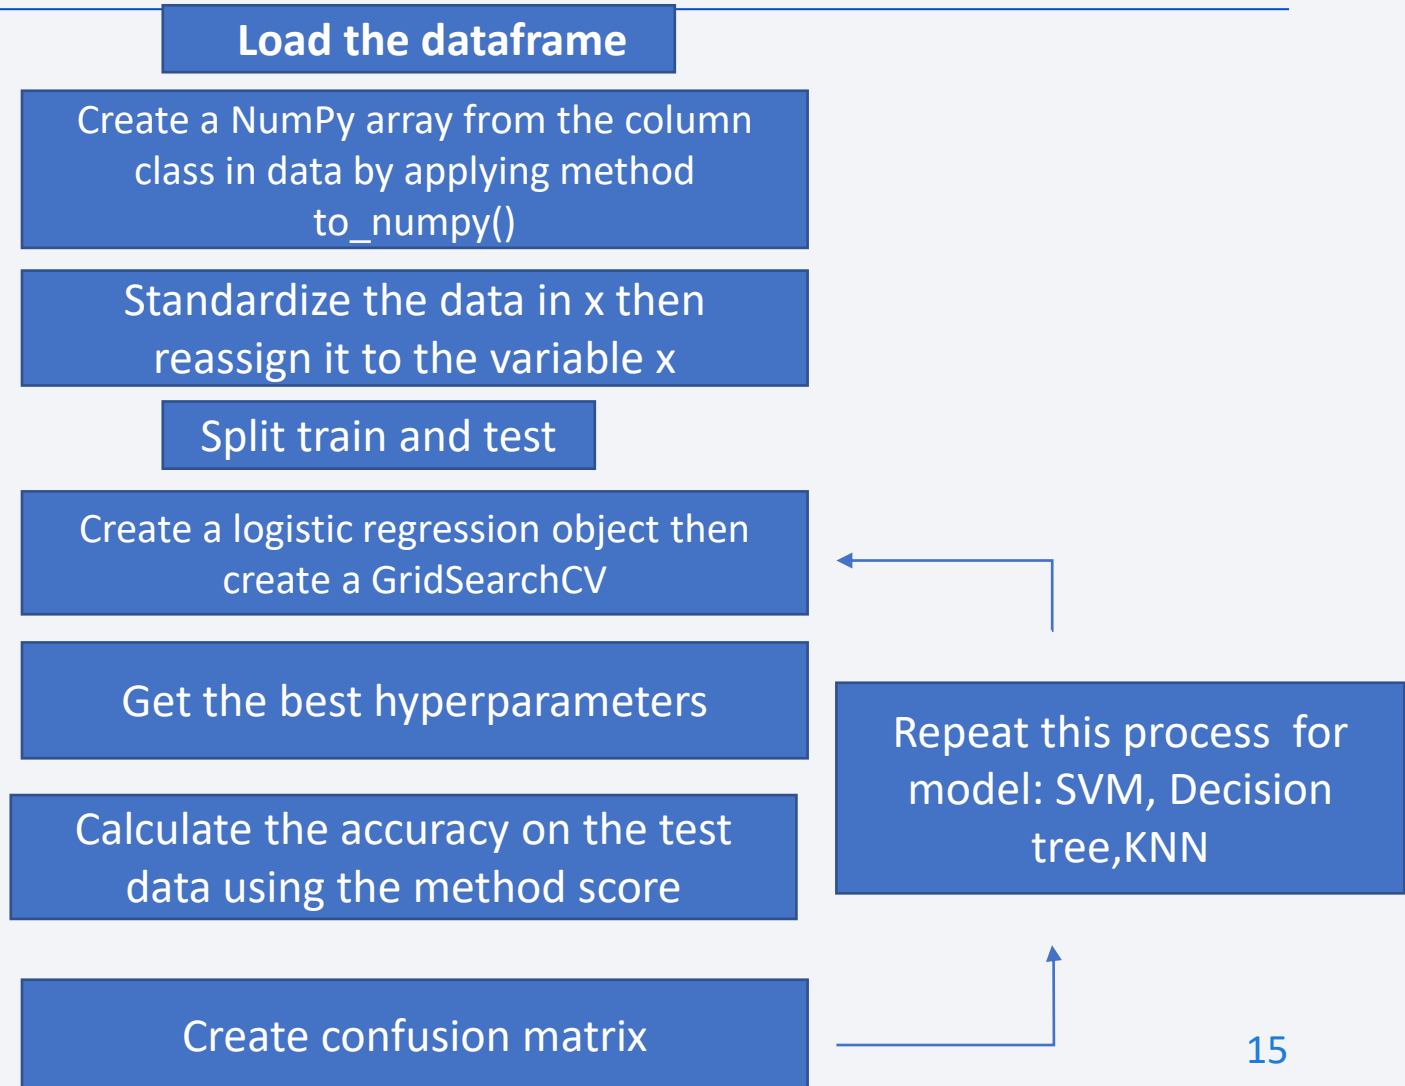 Load the dataframe
Create a NumPy array from the column
class in data by applying method
to_numpy()
Standardize the data in x then
reassign it to the variable x
Split train and test
Create a logistic regression object then
create a GridSearchCV
Get the best hyperparameters
Calculate the accuracy on the test
data using the method score
Create confusion matrix
Repeat this process  for
model: SVM, Decision
tree,KNN
15